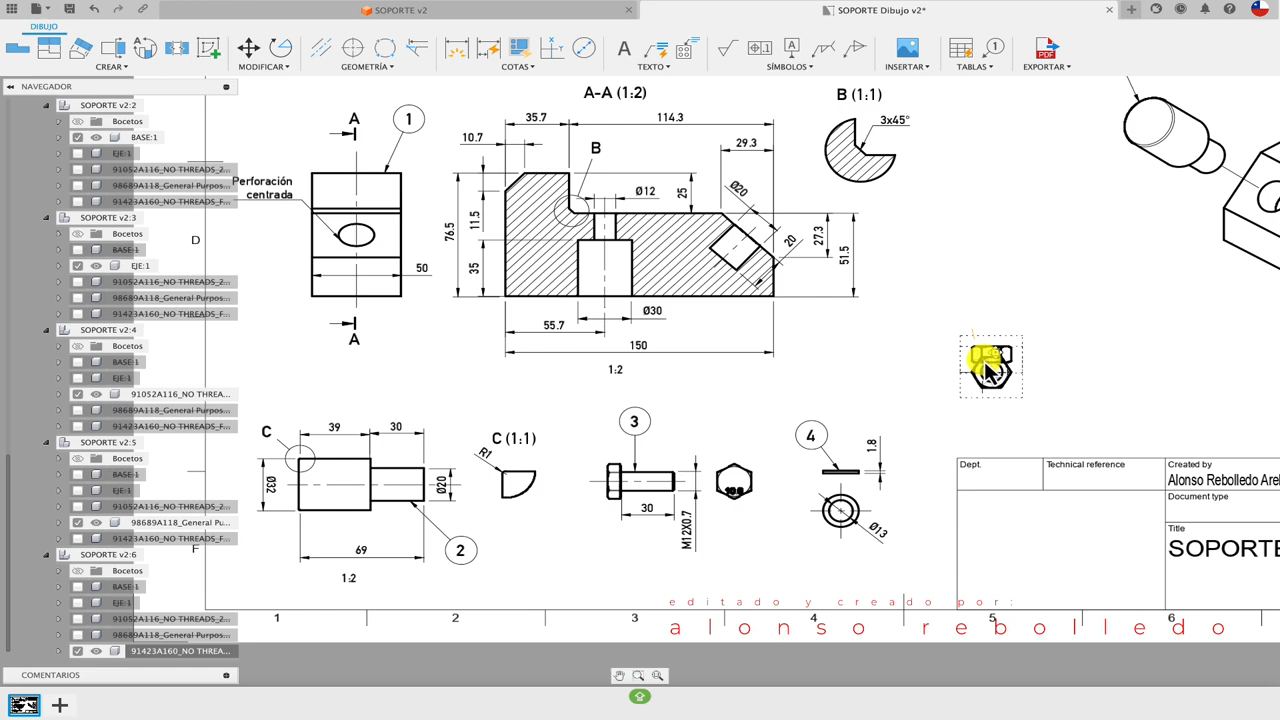 SOPORTE v2
SOPORTE Dibujo v2*
DIBUJO
CREAR
MODIFICAR
GEOMETRÍA
COTAS
TEXTO
SÍMBOLOS
INSERTAR
TABLAS
EXPORTAR
PDF
NAVEGADOR
SOPORTE v2:2
Bocetos
BASE:1
EJE:1
91052A116_NO THREADS_2...
98689A118_General Purpos...
91423A160_NO THREADS_F...
SOPORTE v2:3
Bocetos
BASE:1
EJE:1
91052A116_NO THREADS_2...
98689A118_General Purpos...
91423A160_NO THREADS_F...
SOPORTE v2:4
Bocetos
BASE:1
EJE:1
91052A116_NO THREA...
98689A118_General Purpos...
91423A160_NO THREADS_F...
SOPORTE v2:5
Bocetos
BASE:1
EJE:1
91052A116_NO THREADS_2...
98689A118_General Pu...
91423A160_NO THREADS_F...
SOPORTE v2:6
Bocetos
BASE:1
EJE:1
91052A116_NO THREADS_2...
98689A118_General Purpos...
91423A160_NO THREA...
COMENTARIOS
A
1
Perforación
centrada
50
A
A-A (1:2)
35.7
114.3
10.7
29.3
B
Ø12
25
Ø20
20
11.5
76.5
35
27.3
51.5
Ø30
55.7
150
1:2
B (1:1)
3x45°
C
39
30
Ø32
Ø20
69
2
1:2
C (1:1)
R1
3
30
M12X0.7
4
1.8
Ø13
D
F
1
2
3
4
5
6
Dept.
Technical reference
Created by
Alonso Rebolledo Arel
Document type
Title
SOPORTE
editado y creado por:
alonso rebolledo